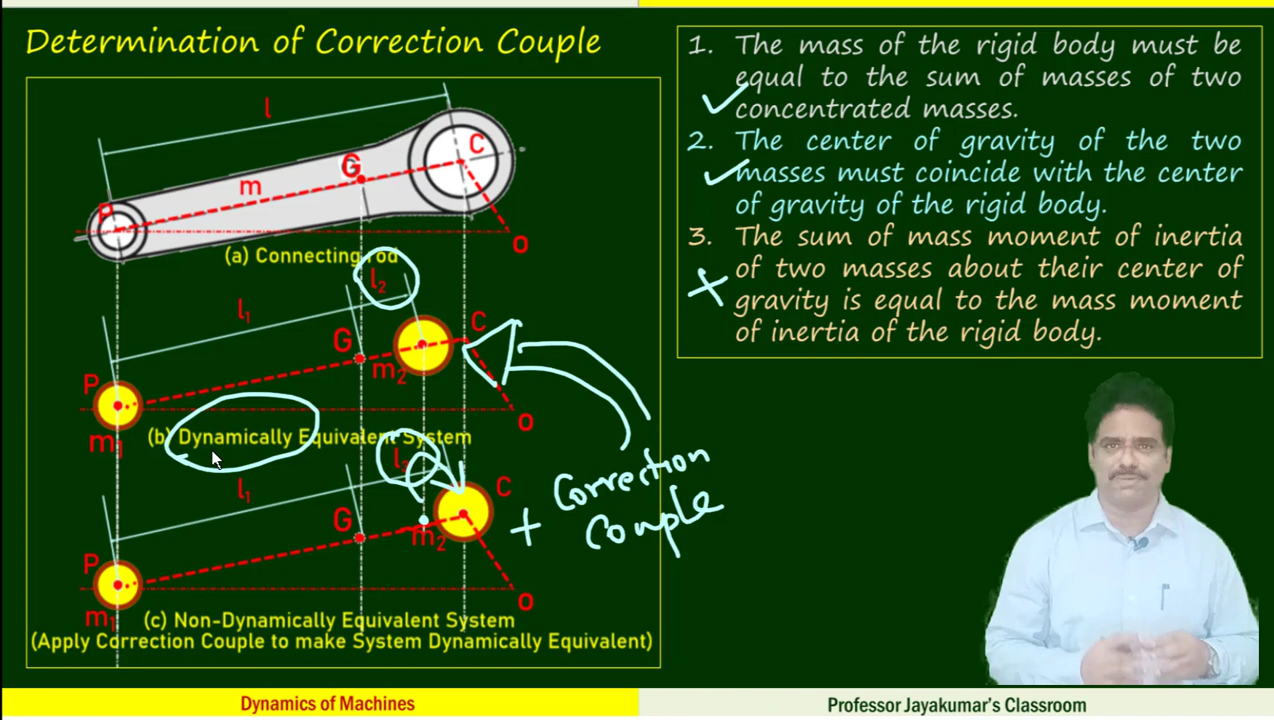 Determination of Correction Couple
l
C
G
m
P
O
(a) Connecting rod
l2
l1
C
G
m2
P
O
m1
(b) Dynamically Equivalent System
l3
l1
C
G
m2
P
O
m1
(c) Non-Dynamically Equivalent System
(Apply Correction Couple to make System Dynamically Equivalent)
+ Correction
Couple
1. The mass of the rigid body must be
equal to the sum of masses of two
concentrated masses.
2. The center of gravity of the two
masses must coincide with the center
of gravity of the rigid body.
3. The sum of mass moment of inertia
of two masses about their center of
gravity is equal to the mass moment
of inertia of the rigid body.
Dynamics of Machines
Professor Jayakumar's Classroom